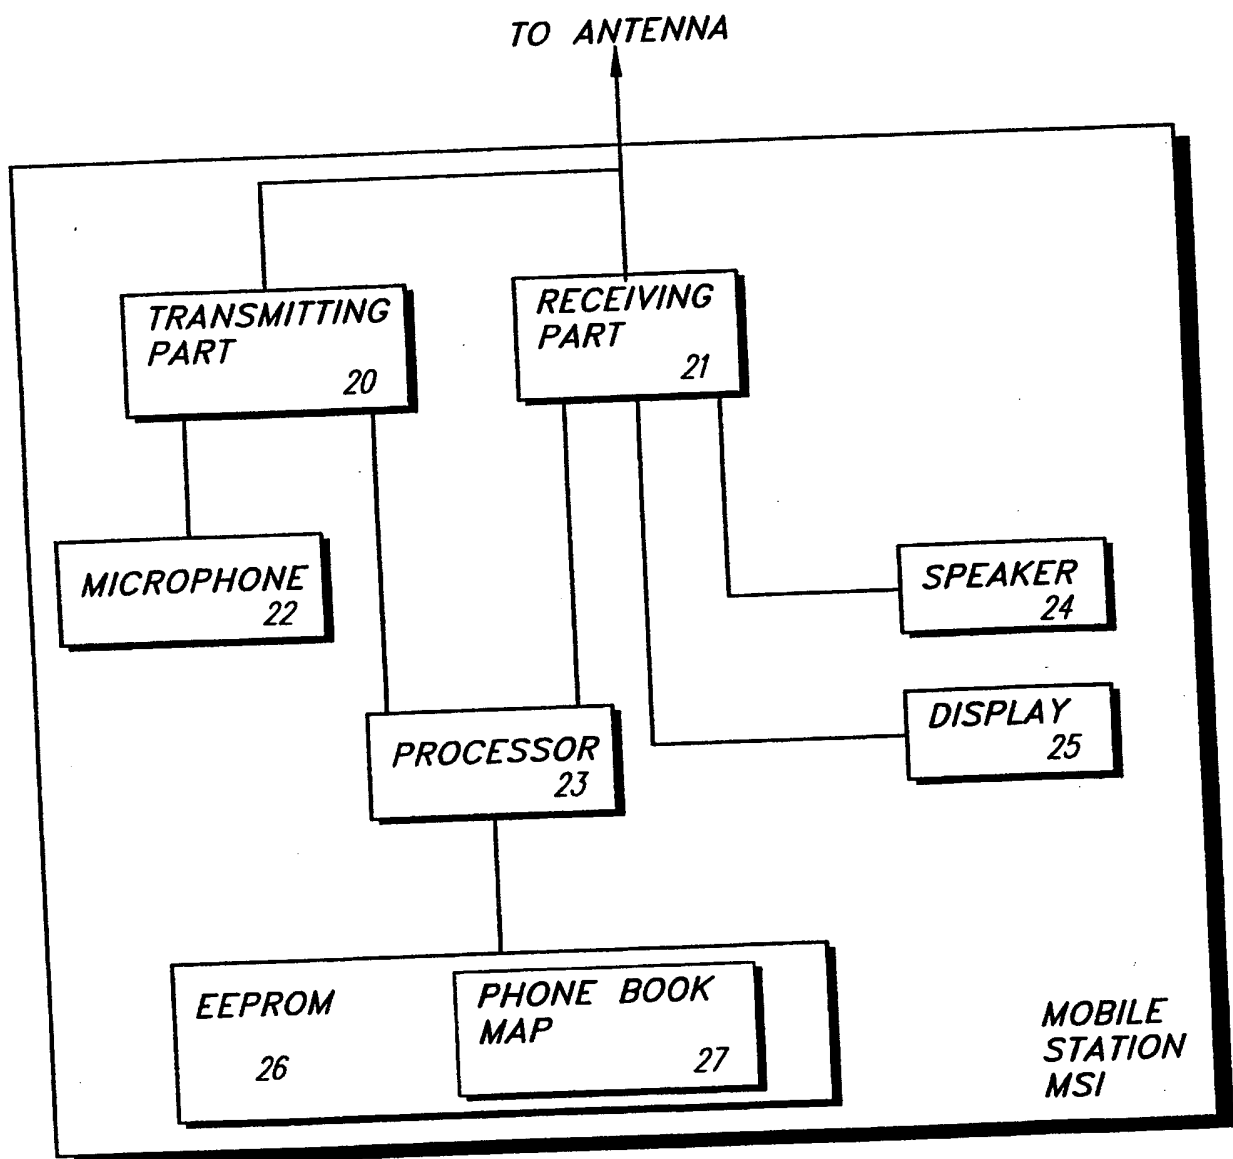 TO ANTENNA
TRANSMITTING
PART
20
RECEIVING
PART
21
MICROPHONE
22
SPEAKER
24
PROCESSOR
23
DISPLAY
25
EEPROM
26
PHONE BOOK
MAP
27
MOBILE
STATION
MSI